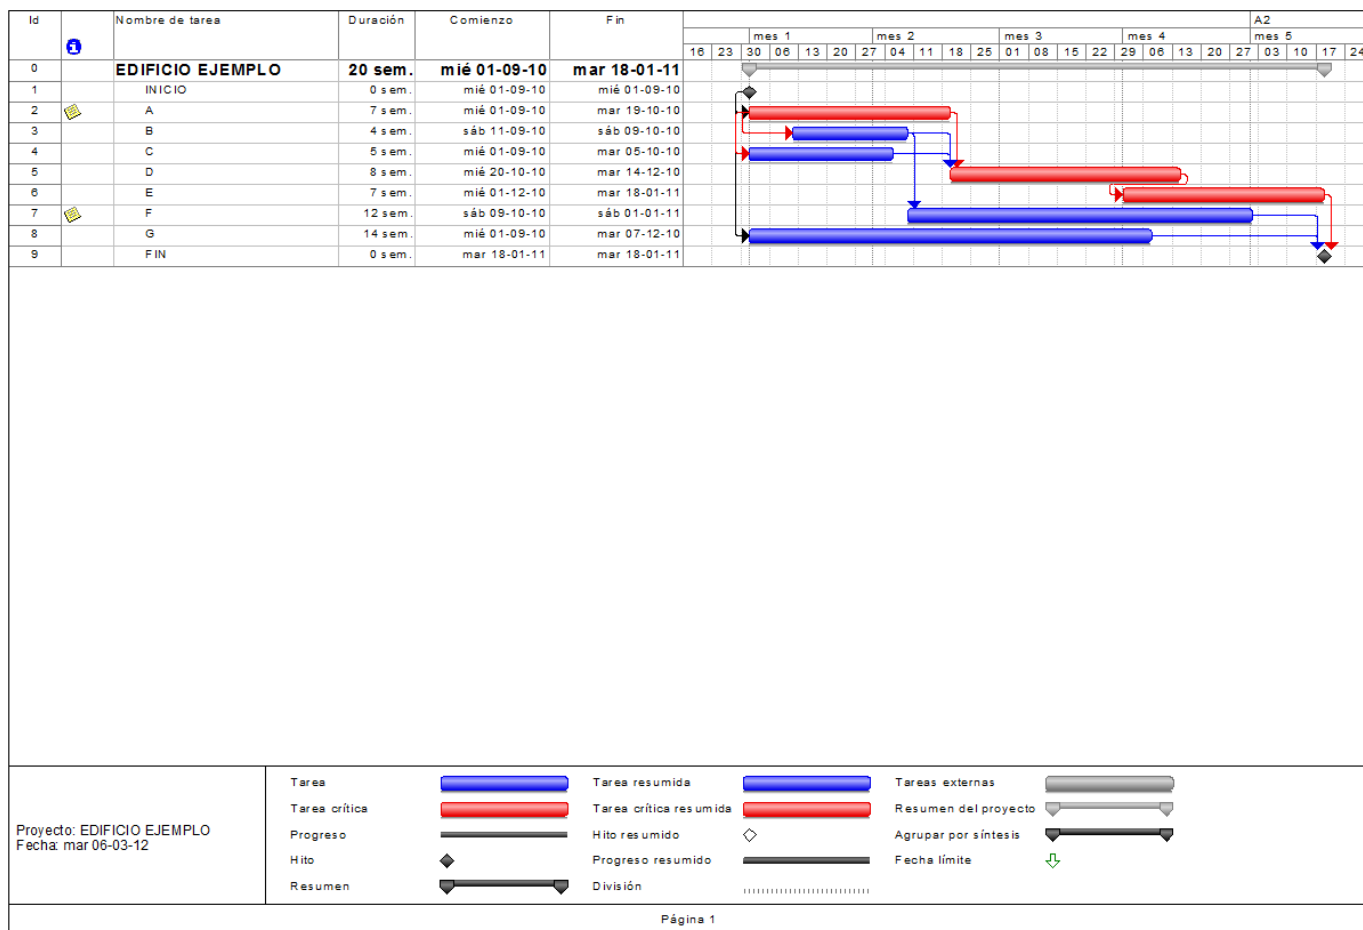 Id Nombre de tarea Duración Comienzo Fin A2
mes 1 mes 2 mes 3 mes 4 mes 5
16 23 30 06 13 20 27 04 11 18 25 01 08 15 22 29 06 13 20 27 03 10 17 24
0 EDIFICIO EJEMPLO 20 sem. mié 01-09-10 mar 18-01-11
1 INICIO 0 sem. mié 01-09-10 mié 01-09-10
2 A 7 sem. mié 01-09-10 mar 19-10-10
3 B 4 sem. sáb 11-09-10 sáb 09-10-10
4 C 5 sem. mié 01-09-10 mar 05-10-10
5 D 8 sem. mié 20-10-10 mar 14-12-10
6 E 7 sem. mié 01-12-10 mar 18-01-11
7 F 12 sem. sáb 09-10-10 sáb 01-01-11
8 G 14 sem. mié 01-09-10 mar 07-12-10
9 FIN 0 sem. mar 18-01-11 mar 18-01-11
Proyecto: EDIFICIO EJEMPLO
Fecha: mar 06-03-12
Tarea
Tarea crítica
Progreso
Hito
Resumen
Tarea resumida
Tarea crítica resumida
Hito resumido
Progreso resumido
División
Tareas externas
Resumen del proyecto
Agrupar por síntesis
Fecha límite
Página 1